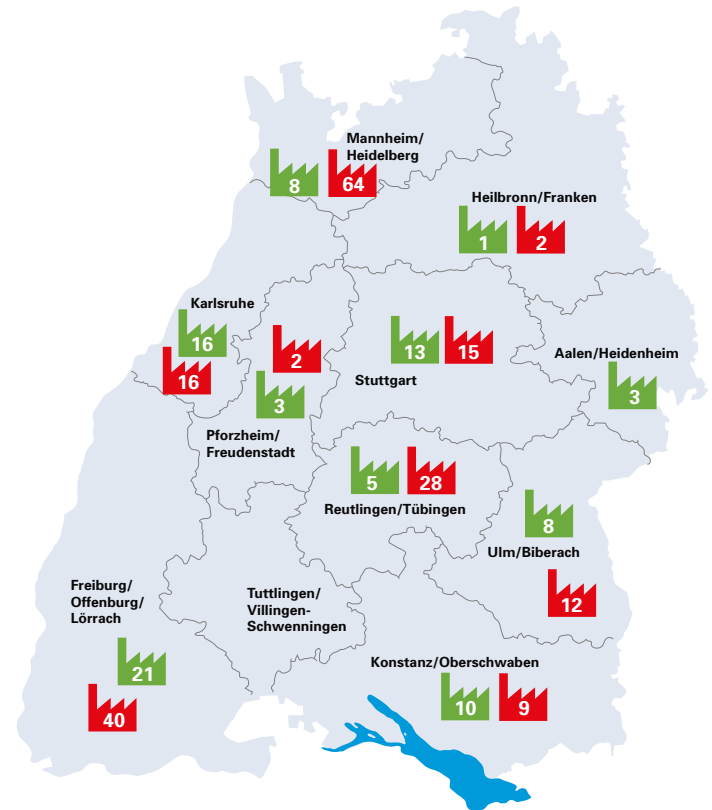 Mannheim/
Heidelberg
8
64
Heilbronn/Franken
1
2
Karlsruhe
16
16
2
3
Pforzheim/
Freudenstadt
13
15
Stuttgart
Aalen/Heidenheim
3
5
28
Reutlingen/Tübingen
8
Ulm/Biberach
12
Freiburg/
Offenburg/
Lörrach
21
40
Tuttlingen/
Villingen-
Schwenningen
Konstanz/Oberschwaben
10
9